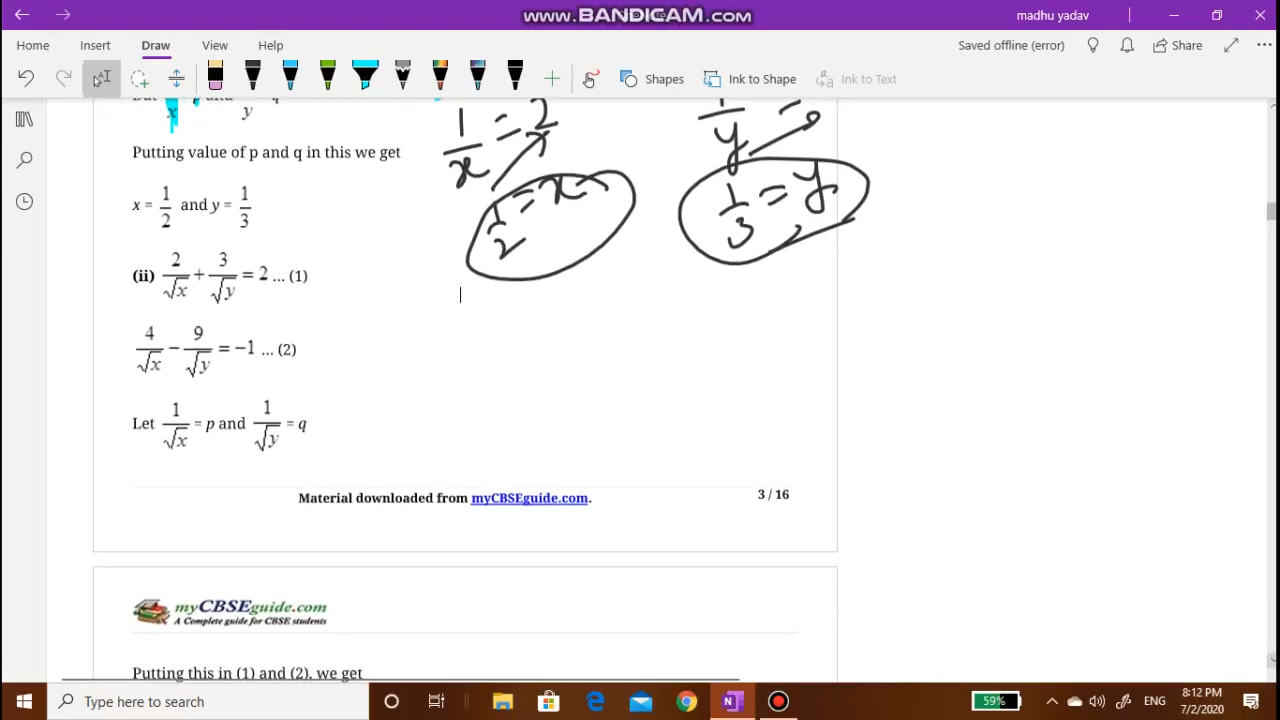 www.BANDICAM.com
madhu yadav
Home Insert Draw View Help
Saved offline (error)
Share
Shapes
Ink to Shape
Ink to Text
x
y
1/x = 2/1
1/y =
Putting value of p and q in this we get
x = 1/2 and y = 1/3
1/2 = x
1/3 = y
(ii) 2/√x + 3/√y = 2 ... (1)
4/√x − 9/√y = −1 ... (2)
Let 1/√x = p and 1/√y = q
Material downloaded from myCBSEguide.com.
3 / 16
myCBSEguide.com
A Complete guide for CBSE students
Putting this in (1) and (2), we get
Type here to search
59%
ENG
8:12 PM
7/2/2020